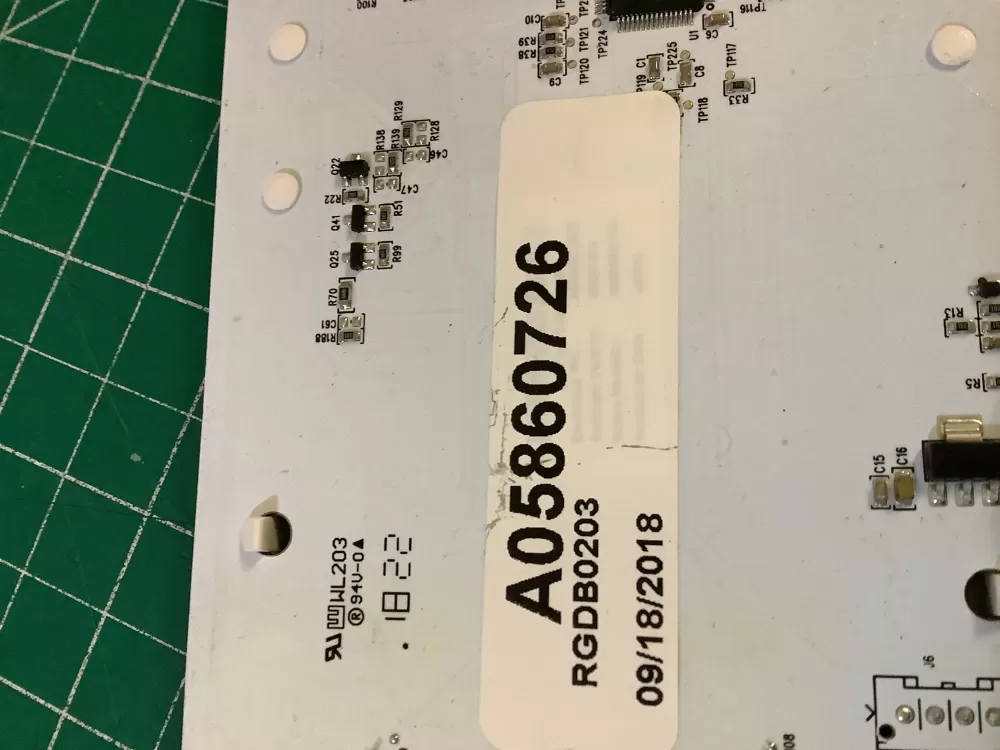 A05860726
RGDB0203
09/18/2018
WL203
® 94V-0
18 22
R100
C10
R39
R38
C9
TP121
TP120
TP224
U1
C6
TP116
C1
TP225
C8
TP117
R33
TP118
R129
R128
R138
R139
C46
C47
Q22
R22
Q41
R51
Q25
R99
R70
C61
R188
R13
R5
C15
C16
J6